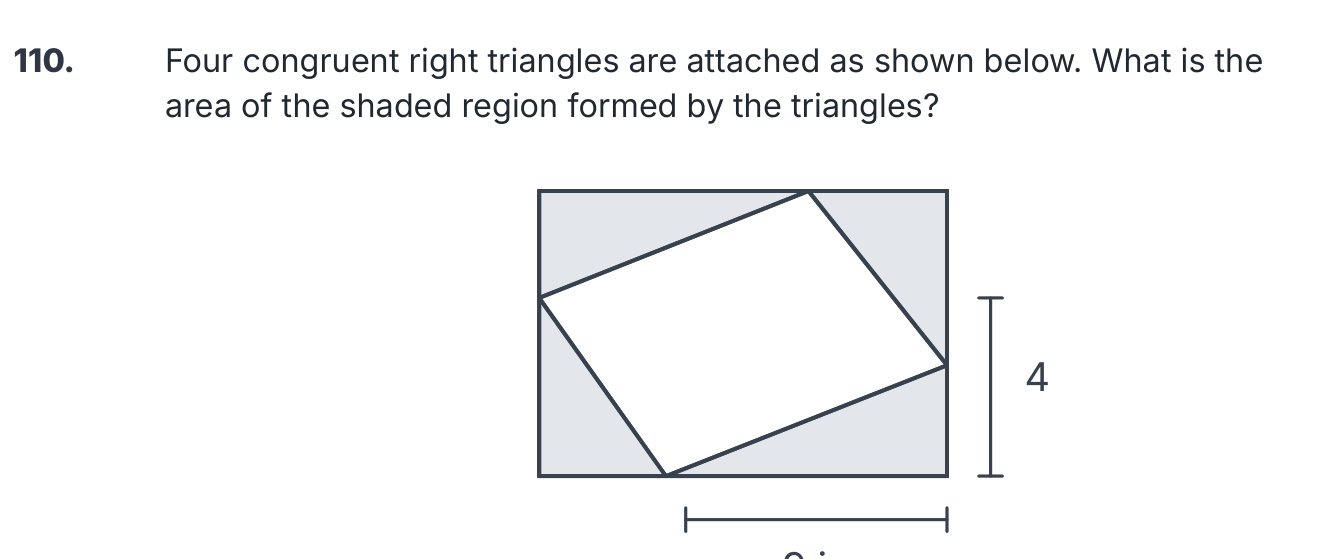 110. Four congruent right triangles are attached as shown below. What is the
area of the shaded region formed by the triangles?
4